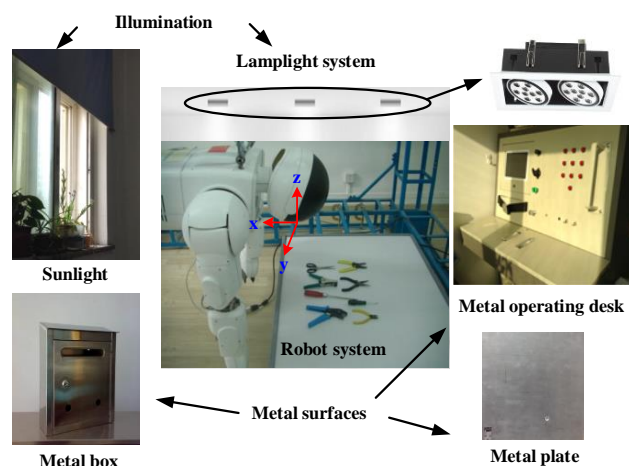 Illumination
Lamplight system
z
x
y
Sunlight
Metal operating desk
Robot system
Metal surfaces
Metal box
Metal plate